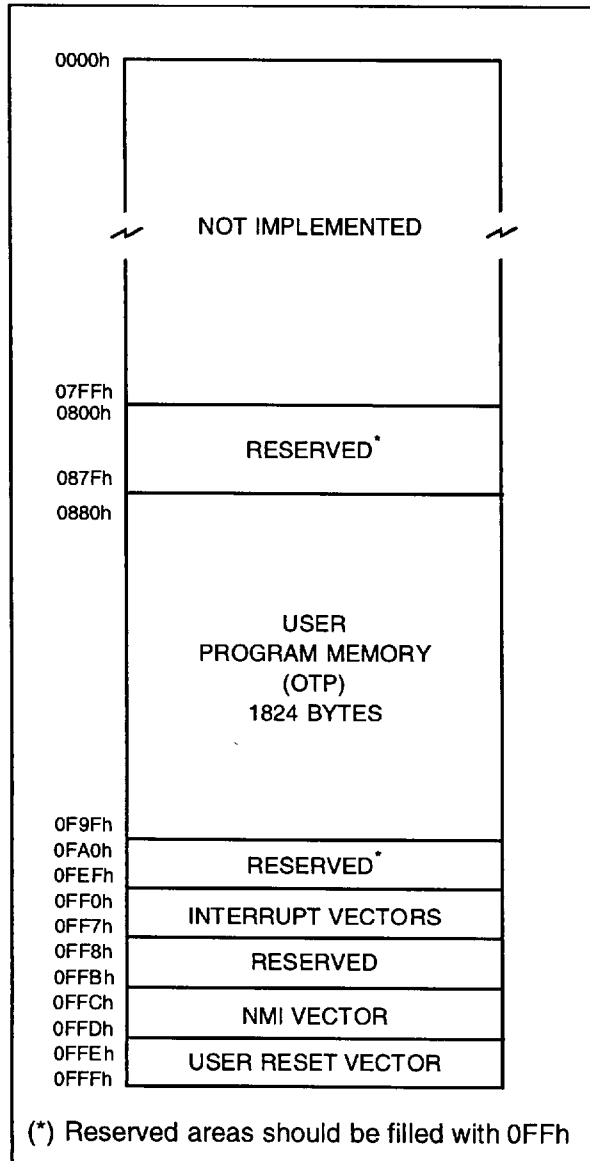 0000h
NOT IMPLEMENTED
07FFh
0800h
RESERVED*
087Fh
0880h
USER
PROGRAM MEMORY
(OTP)
1824 BYTES
0F9Fh
0FA0h
RESERVED*
0FEFh
0FF0h
INTERRUPT VECTORS
0FF7h
0FF8h
RESERVED
0FFBh
0FFCh
NMI VECTOR
0FFDh
0FFEh
USER RESET VECTOR
0FFFh
(*) Reserved areas should be filled with 0FFh